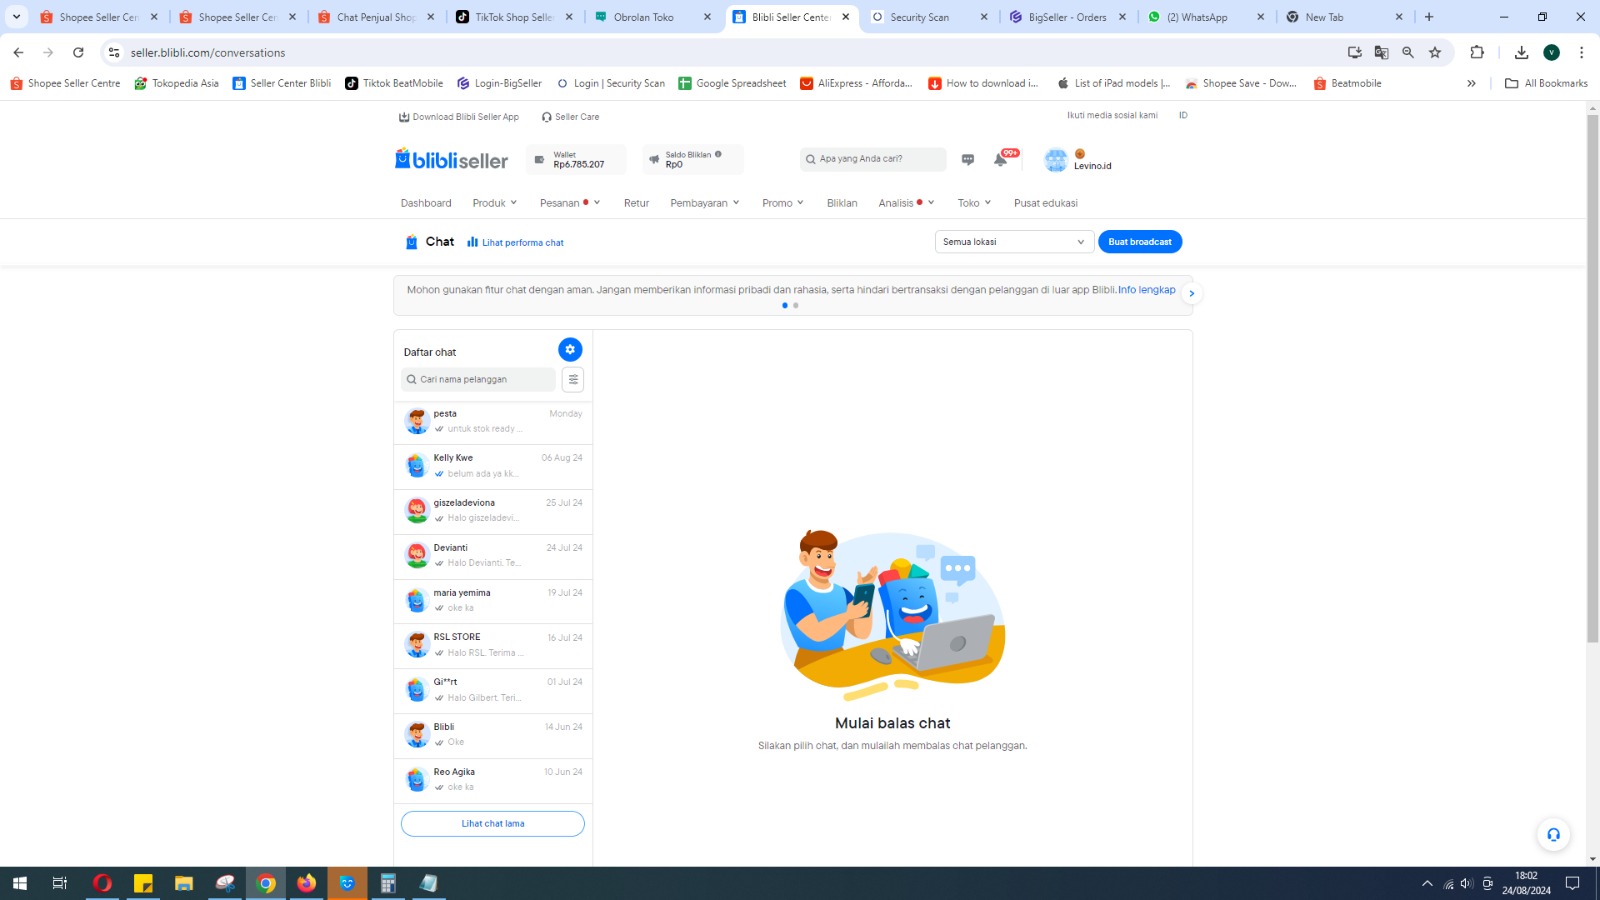 Shopee Seller Cen
Shopee Seller Cen
Chat Penjual Shop
TikTok Shop Selle
Obrolan Toko
Blibli Seller Cente
Security Scan
BigSeller - Orders
(2) WhatsApp
New Tab
seller.blibli.com/conversations
V
Shopee Seller Centre
Tokopedia Asia
Seller Center Blibli
Tiktok BeatMobile
Login-BigSeller
Login | Security Scan
Google Spreadsheet
AliExpress - Afforda...
How to download i...
List of iPad models |...
Shopee Save - Dow...
Beatmobile
All Bookmarks
Download Blibli Seller App
Seller Care
Ikuti media sosial kami
ID
blibli seller
Wallet
Rp6.785.207
Saldo Bliklan
Rp0
Apa yang Anda cari?
99+
Levino.id
Dashboard
Produk
Pesanan
Retur
Pembayaran
Promo
Bliklan
Analisis
Toko
Pusat edukasi
Chat
Lihat performa chat
Semua lokasi
Buat broadcast
Mohon gunakan fitur chat dengan aman. Jangan memberikan informasi pribadi dan rahasia, serta hindari bertransaksi dengan pelanggan di luar app Blibli. Info lengkap
Daftar chat
Cari nama pelanggan
pesta
Monday
untuk stok ready ...
Kelly Kwe
06 Aug 24
belum ada ya kk...
giszeladeviona
25 Jul 24
Halo giszeladevi...
Devianti
24 Jul 24
Halo Devianti. Te...
maria yemima
19 Jul 24
oke ka
RSL STORE
16 Jul 24
Halo RSL. Terima ...
Gi**rt
01 Jul 24
Halo Gilbert. Teri...
Blibli
14 Jun 24
Oke
Reo Agika
10 Jun 24
oke ka
Lihat chat lama
Mulai balas chat
Silakan pilih chat, dan mulailah membalas chat pelanggan.
18:02
24/08/2024